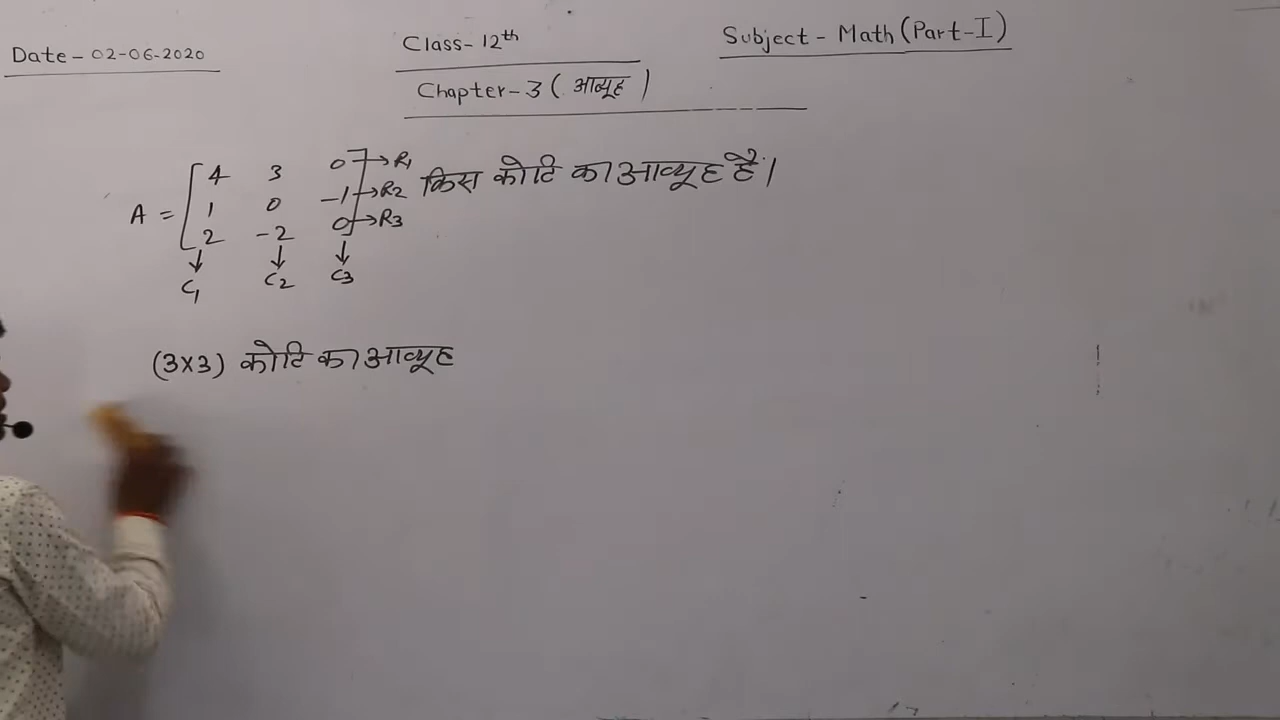 Date - 02-06-2020
Class - 12th
Subject - Math (Part-I)
Chapter - 3 ( आव्यूह )
A = [ 4 3 0 ] → R1 किस कोटि का आव्यूह है।
1 0 -1 → R2
2 -2 0 → R3
↓ ↓ ↓
C1 C2 C3
(3×3) कोटि का आव्यूह